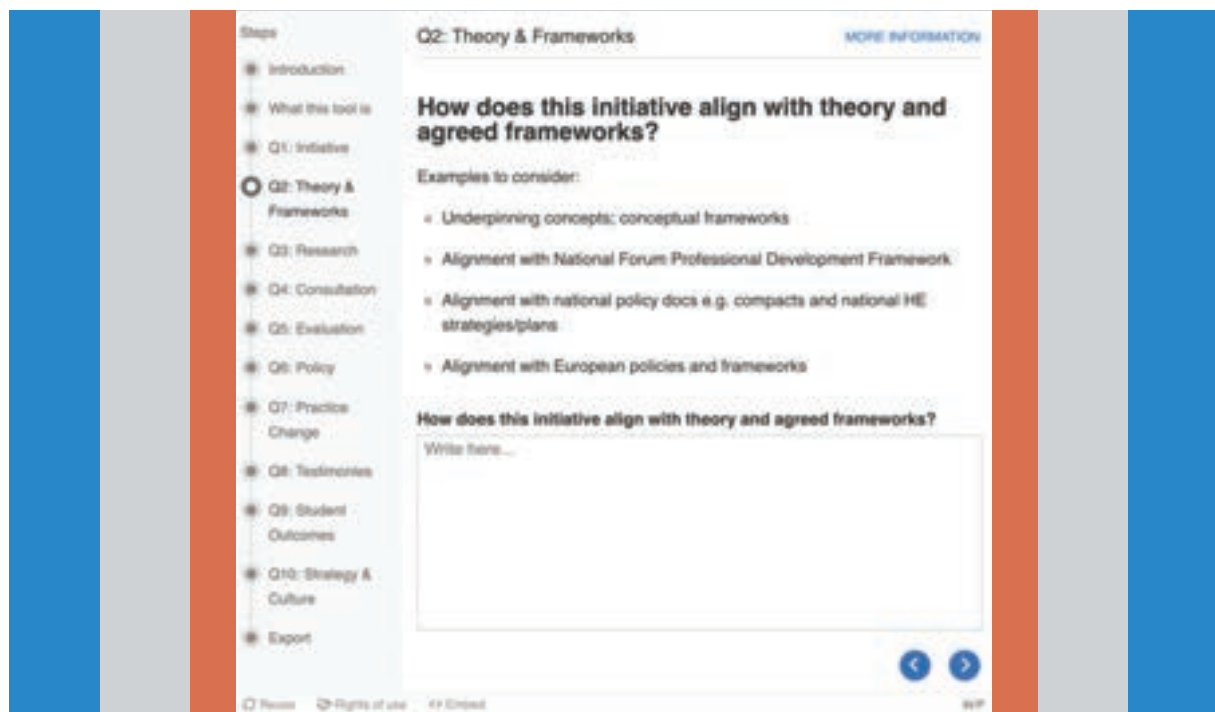 Steps
Introduction
What this tool is
Q1: Initiative
Q2: Theory &
Frameworks
Q3: Research
Q4: Consultation
Q5: Evaluation
Q6: Policy
Q7: Practice
Change
Q8: Testimonies
Q9: Student
Outcomes
Q10: Strategy &
Culture
Export
Q2: Theory & Frameworks
MORE INFORMATION
How does this initiative align with theory and
agreed frameworks?
Examples to consider:
Underpinning concepts; conceptual frameworks
Alignment with National Forum Professional Development Framework
Alignment with national policy docs e.g. compacts and national HE
strategies/plans
Alignment with European policies and frameworks
How does this initiative align with theory and agreed frameworks?
Write here...
Reuse
Rights of use
<> Embed
H-P